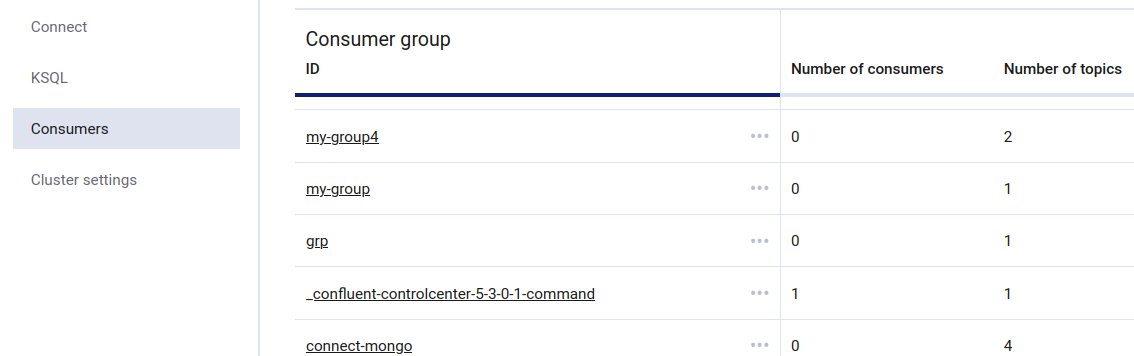 Connect
KSQL
Consumers
Cluster settings
Consumer group
ID Number of consumers Number of topics
my-group4 ••• 0 2
my-group ••• 0 1
grp ••• 0 1
_confluent-controlcenter-5-3-0-1-command ••• 1 1
connect-mongo ••• 0 4